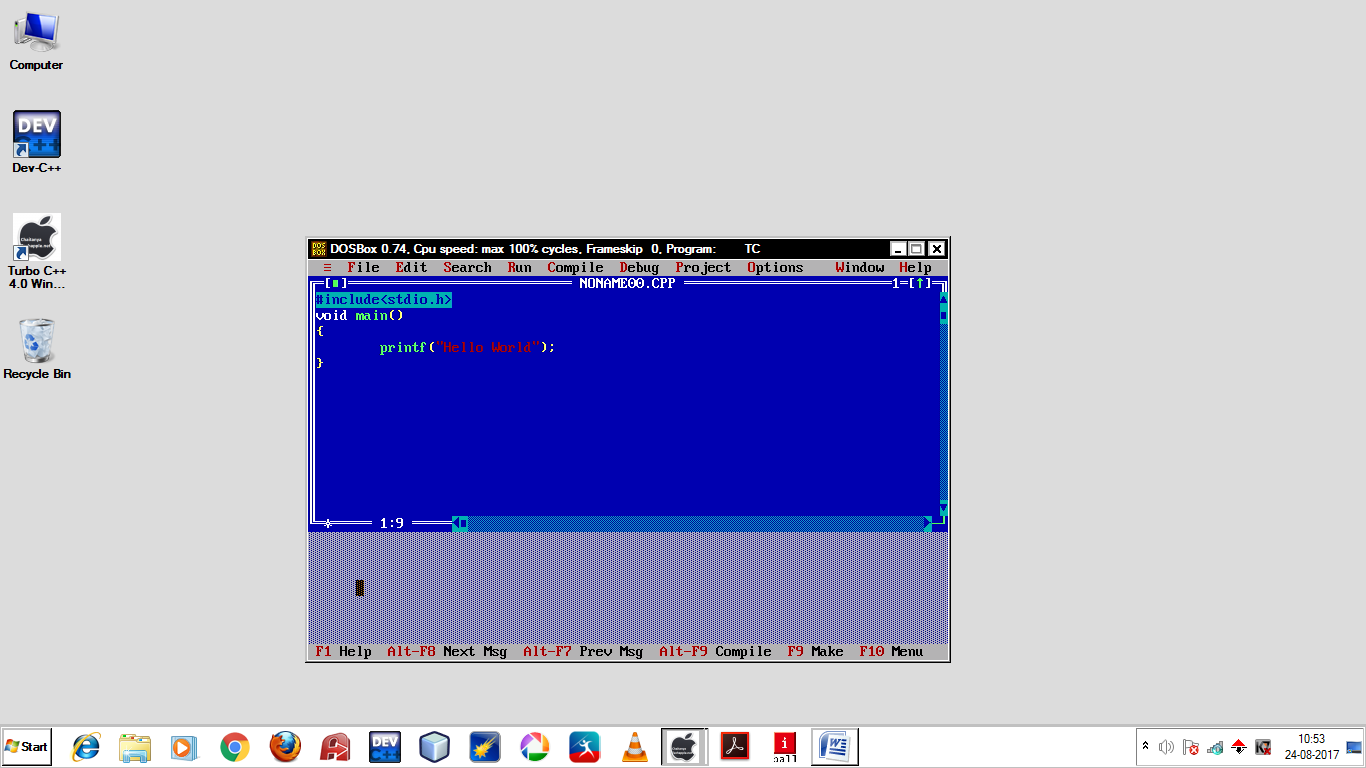 Computer
DEV
C++
Dev-C++
Turbo C++
4.0 Win...
Recycle Bin
DOSBox 0.74, Cpu speed: max 100% cycles, Frameskip 0, Program: TC
≡ File Edit Search Run Compile Debug Project Options Window Help
[■] NONAME00.CPP 1=[↑]
#include<stdio.h>
void main()
{
printf("Hello World");
}
1:9
F1 Help Alt-F8 Next Msg Alt-F7 Prev Msg Alt-F9 Compile F9 Make F10 Menu
Start
DEV
C++
i
ball
10:53
24-08-2017